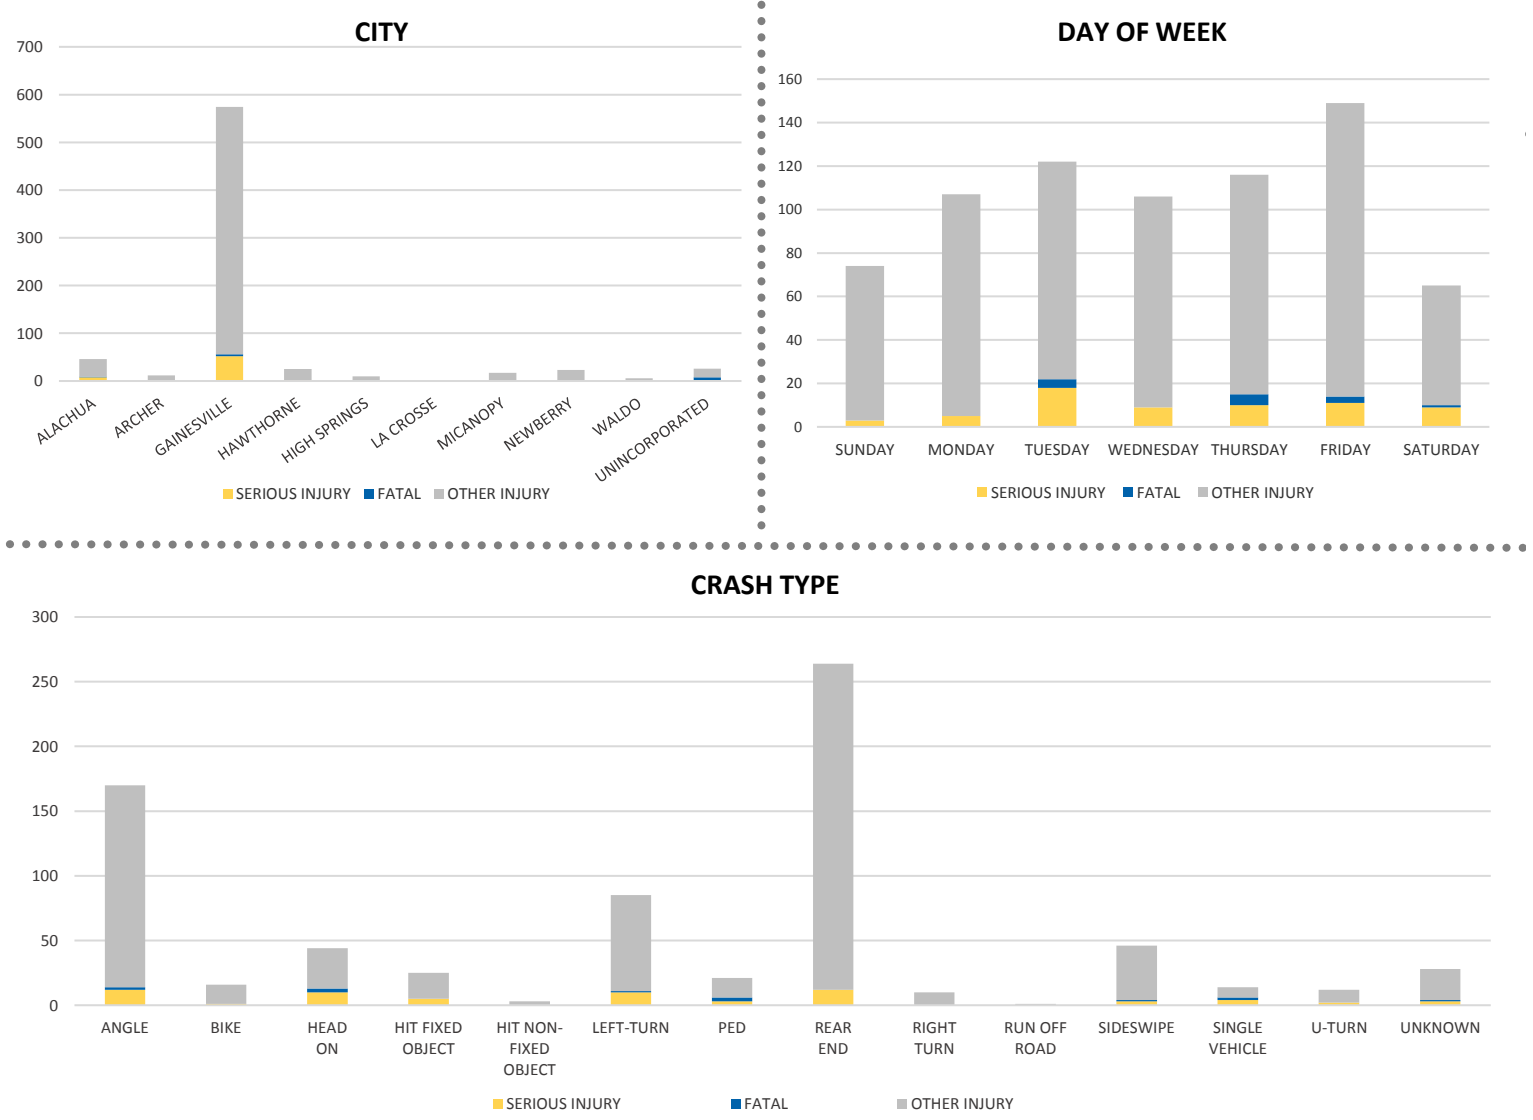 CITY
700
600
500
400
300
200
100
0
ALACHUA
ARCHER
GAINESVILLE
HAWTHORNE
HIGH SPRINGS
LA CROSSE
MICANOPY
NEWBERRY
WALDO
UNINCORPORATED
SERIOUS INJURY FATAL OTHER INJURY
DAY OF WEEK
160
140
120
100
80
60
40
20
0
SUNDAY MONDAY TUESDAY WEDNESDAY THURSDAY FRIDAY SATURDAY
SERIOUS INJURY FATAL OTHER INJURY
CRASH TYPE
300
250
200
150
100
50
0
ANGLE BIKE HEAD HIT FIXED HIT NON- LEFT-TURN PED REAR RIGHT RUN OFF SIDESWIPE SINGLE U-TURN UNKNOWN
ON OBJECT FIXED END TURN ROAD VEHICLE
OBJECT
SERIOUS INJURY FATAL OTHER INJURY